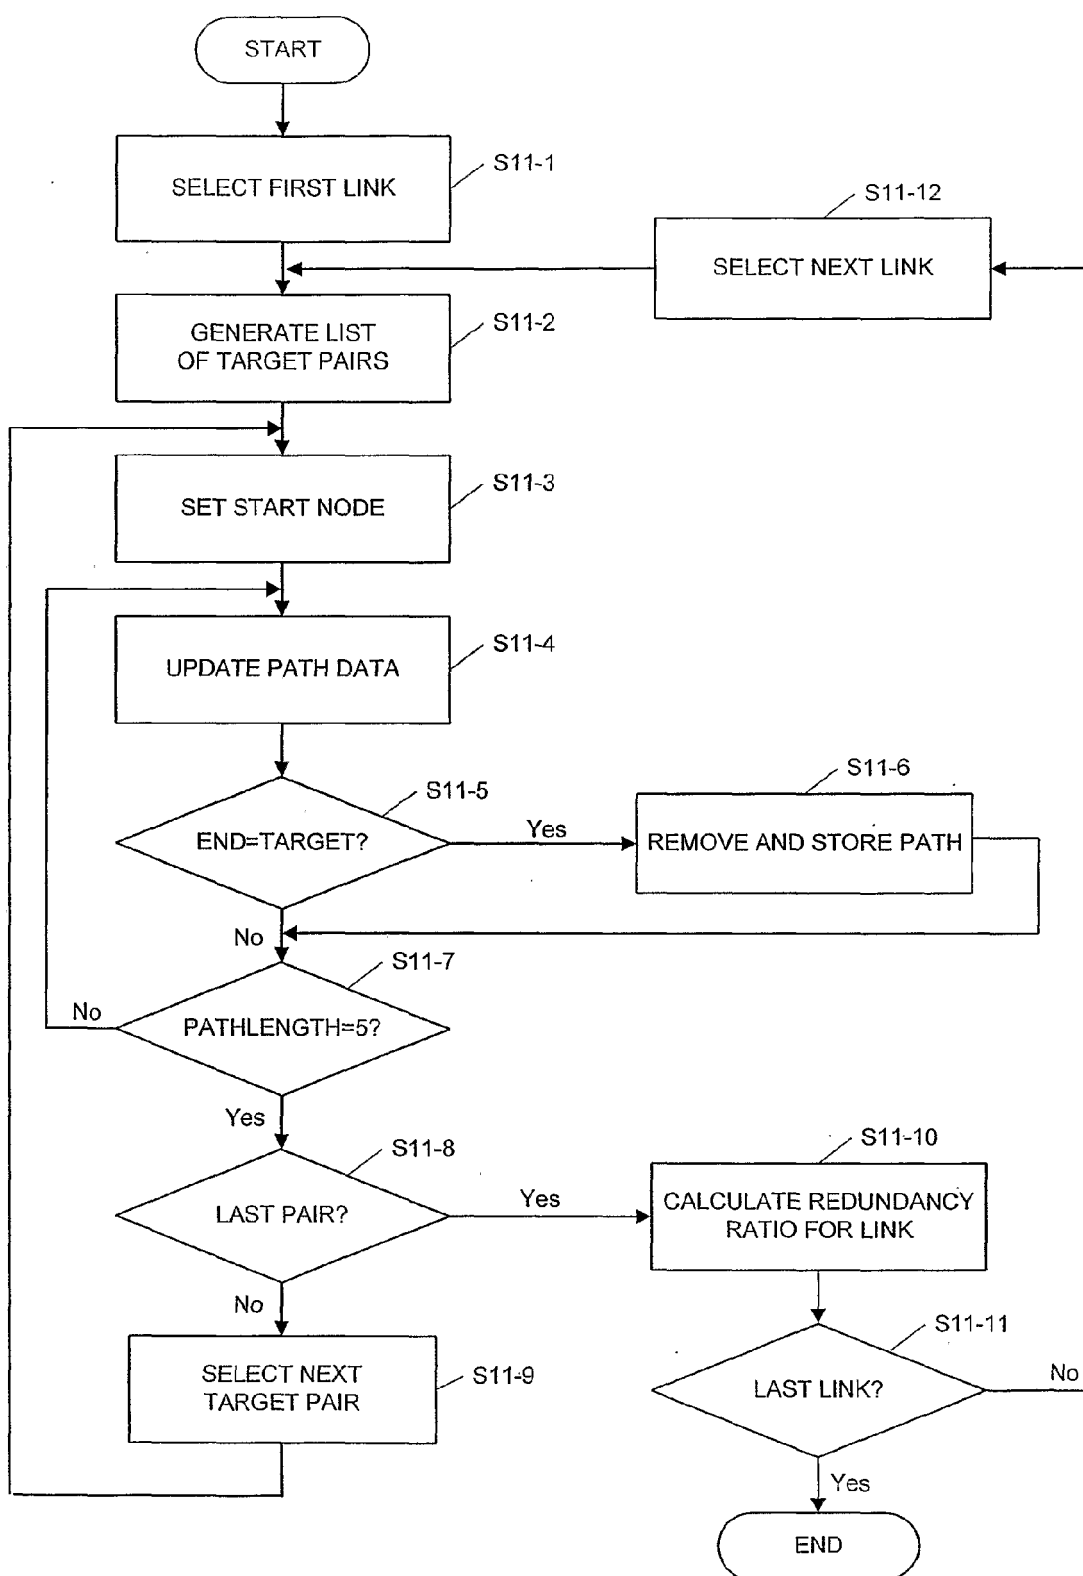 START
S11-1
SELECT FIRST LINK
S11-12
SELECT NEXT LINK
S11-2
GENERATE LIST
OF TARGET PAIRS
S11-3
SET START NODE
S11-4
UPDATE PATH DATA
S11-5
END=TARGET?
Yes
S11-6
REMOVE AND STORE PATH
No
S11-7
PATHLENGTH=5?
No
Yes
S11-8
LAST PAIR?
Yes
S11-10
CALCULATE REDUNDANCY
RATIO FOR LINK
No
S11-9
SELECT NEXT
TARGET PAIR
S11-11
LAST LINK?
No
Yes
END